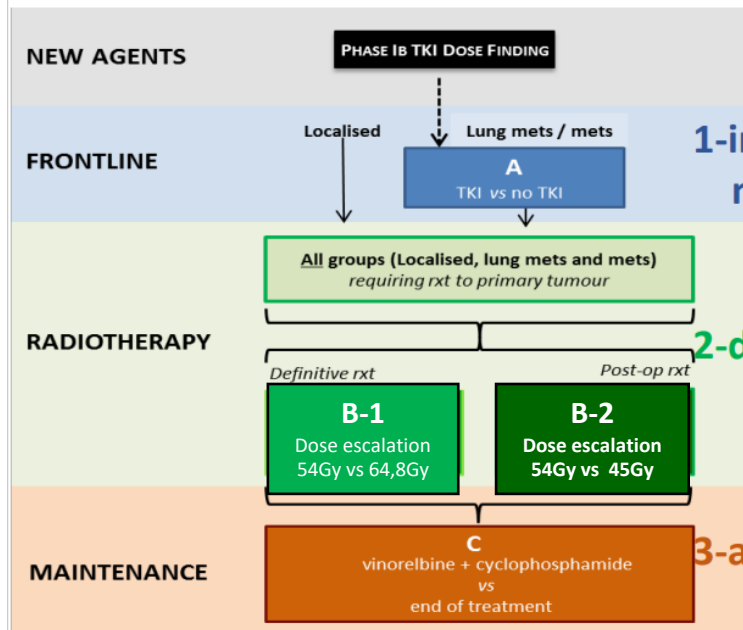 NEW AGENTS
PHASE IB TKI DOSE FINDING
Localised
Lung mets / mets
FRONTLINE
A
TKI vs no TKI
All groups (Localised, lung mets and mets)
requiring rxt to primary tumour
RADIOTHERAPY
Definitive rxt
Post-op rxt
B-1
Dose escalation
54Gy vs 64,8Gy
B-2
Dose escalation
54Gy vs 45Gy
MAINTENANCE
C
vinorelbine + cyclophosphamide
vs
end of treatment